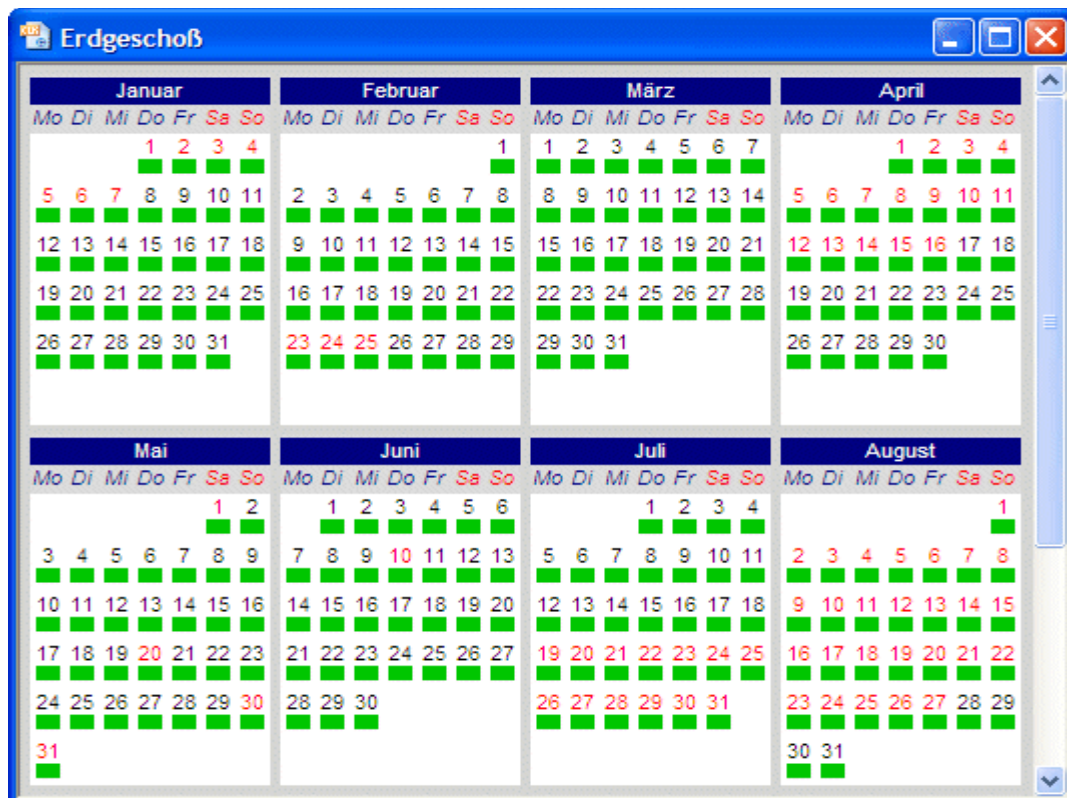 Erdgeschoß
Januar Februar März April
Mo Di Mi Do Fr Sa So Mo Di Mi Do Fr Sa So Mo Di Mi Do Fr Sa So Mo Di Mi Do Fr Sa So
1 2 3 4 1 1 2 3 4 5 6 7 1 2 3 4
5 6 7 8 9 10 11 2 3 4 5 6 7 8 8 9 10 11 12 13 14 5 6 7 8 9 10 11
12 13 14 15 16 17 18 9 10 11 12 13 14 15 15 16 17 18 19 20 21 12 13 14 15 16 17 18
19 20 21 22 23 24 25 16 17 18 19 20 21 22 22 23 24 25 26 27 28 19 20 21 22 23 24 25
26 27 28 29 30 31 23 24 25 26 27 28 29 29 30 31 26 27 28 29 30
Mai Juni Juli August
Mo Di Mi Do Fr Sa So Mo Di Mi Do Fr Sa So Mo Di Mi Do Fr Sa So Mo Di Mi Do Fr Sa So
1 2 1 2 3 4 5 6 1 2 3 4 1
3 4 5 6 7 8 9 7 8 9 10 11 12 13 5 6 7 8 9 10 11 2 3 4 5 6 7 8
10 11 12 13 14 15 16 14 15 16 17 18 19 20 12 13 14 15 16 17 18 9 10 11 12 13 14 15
17 18 19 20 21 22 23 21 22 23 24 25 26 27 19 20 21 22 23 24 25 16 17 18 19 20 21 22
24 25 26 27 28 29 30 28 29 30 26 27 28 29 30 31 23 24 25 26 27 28 29
31 30 31